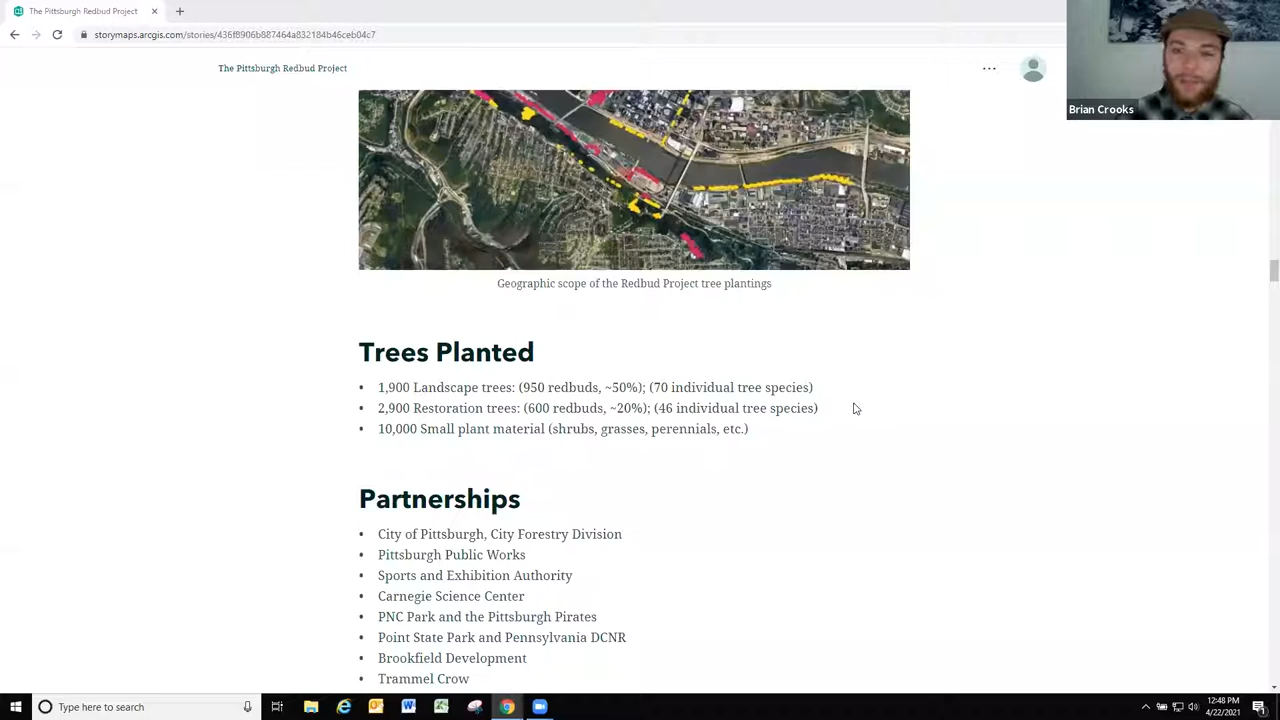 The Pittsburgh Redbud Project
storymaps.arcgis.com/stories/436f8906b887464a832184b46ceb04c7
The Pittsburgh Redbud Project
Brian Crooks
Geographic scope of the Redbud Project tree plantings
Trees Planted
• 1,900 Landscape trees: (950 redbuds, ~50%); (70 individual tree species)
• 2,900 Restoration trees: (600 redbuds, ~20%); (46 individual tree species)
• 10,000 Small plant material (shrubs, grasses, perennials, etc.)
Partnerships
• City of Pittsburgh, City Forestry Division
• Pittsburgh Public Works
• Sports and Exhibition Authority
• Carnegie Science Center
• PNC Park and the Pittsburgh Pirates
• Point State Park and Pennsylvania DCNR
• Brookfield Development
• Trammel Crow
Type here to search
12:48 PM
4/22/2021